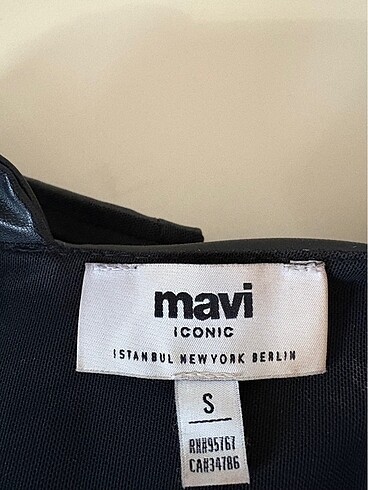 mavi
ICONIC
ISTANBUL NEWYORK BERLIN
S
RN#95767
CA#34786